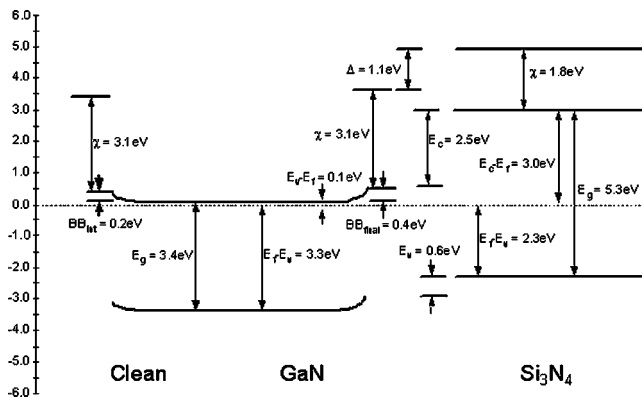 6.0
5.0
4.0
3.0
2.0
1.0
0.0
-1.0
-2.0
-3.0
-4.0
-5.0
-6.0
χ = 3.1eV
BB_int = 0.2eV
E_g = 3.4eV
E_f-E_v = 3.3eV
E_v-E_f = 0.1eV
χ = 3.1eV
BB_final = 0.4eV
Δ = 1.1eV
E_c = 2.5eV
E_v = 0.6eV
χ = 1.8eV
E_c-E_f = 3.0eV
E_g = 5.3eV
E_f-E_v = 2.3eV
Clean
GaN
Si₃N₄